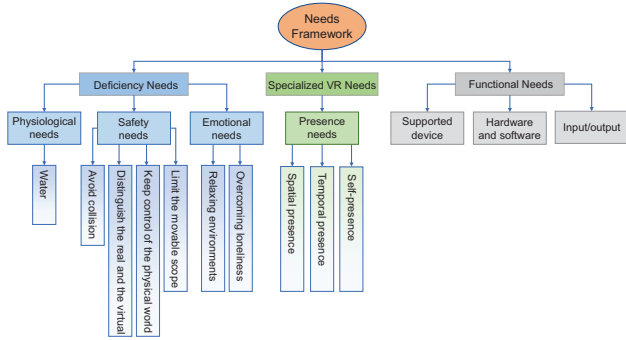 Needs
Framework
Deficiency Needs
Specialized VR Needs
Functional Needs
Physiological
needs
Safety
needs
Emotional
needs
Presence
needs
Supported
device
Hardware
and software
Input/output
Water
Avoid collision
Distinguish the real and the virtual
Keep control of the physical world
Limit the movable scope
Relaxing environments
Overcoming loneliness
Spatial presence
Temporal presence
Self-presence